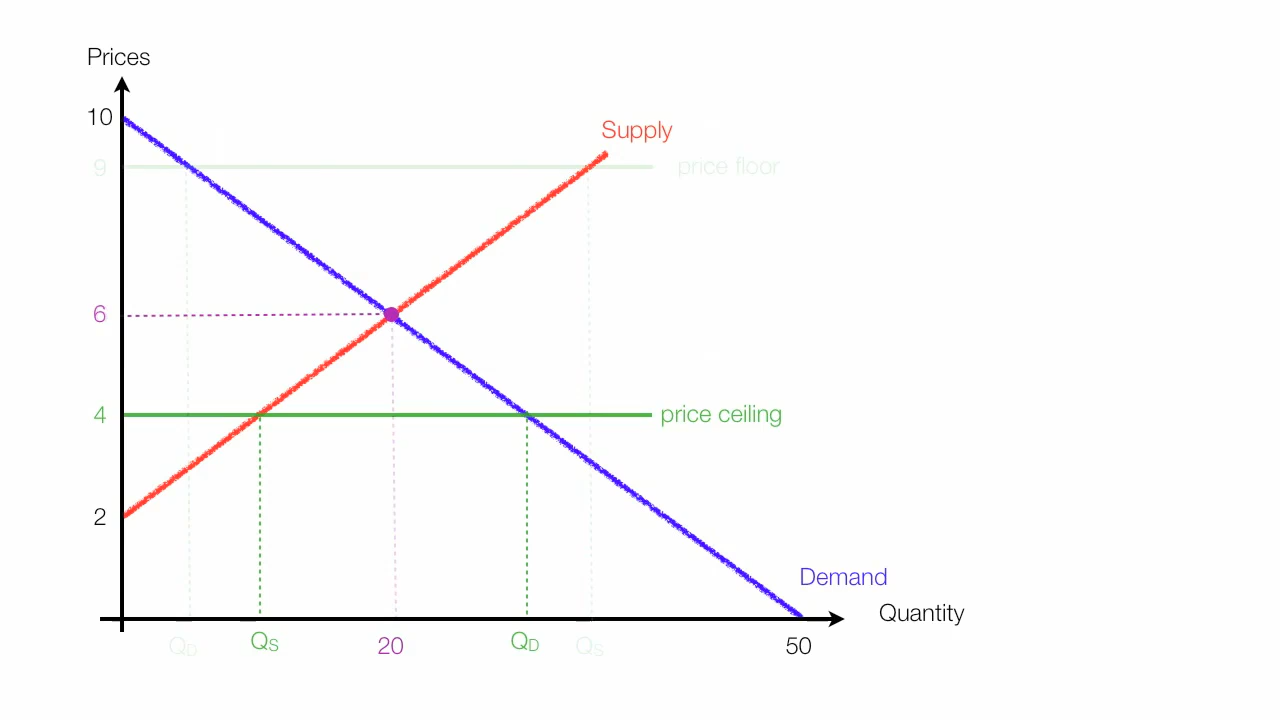 Prices
10
Supply
9
price floor
6
4
price ceiling
2
Demand
Quantity
QD
QS
20
QD
QS
50